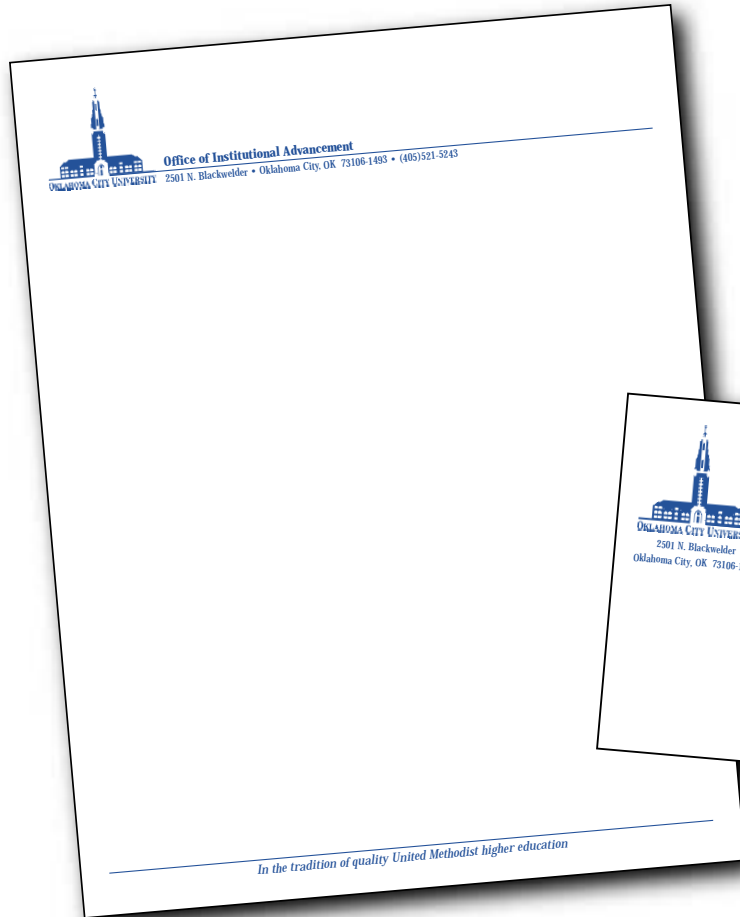 Office of Institutional Advancement
OKLAHOMA CITY UNIVERSITY
2501 N. Blackwelder • Oklahoma City, OK 73106-1493 • (405)521-5243
OKLAHOMA CITY
2501 N. Blackwelder
Oklahoma City, OK 73106-
In the tradition of quality United Methodist higher education